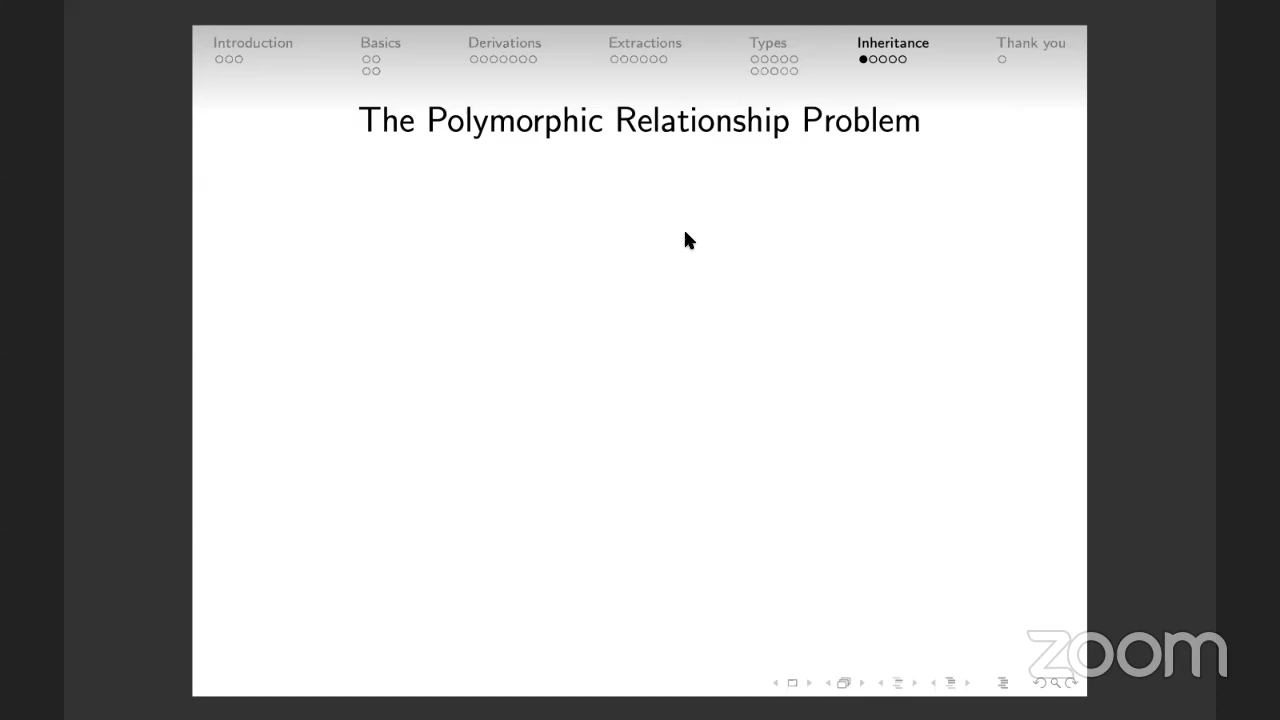 Introduction Basics Derivations Extractions Types Inheritance Thank you
The Polymorphic Relationship Problem
zoom